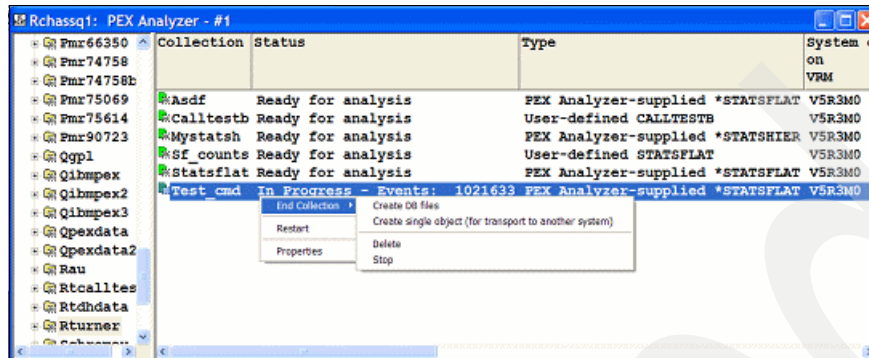 Rchassq1: PEX Analyzer - #1
Pmr66350
Pmr74758
Pmr74758b
Pmr75069
Pmr75614
Pmr90723
Qgpl
Qibmpex
Qibmpex2
Qibmpex3
Qpexdata
Qpexdata2
Rau
Rtcalltes
Rtdhdata
Rturner
Collection Status Type System
on
VRM
Asdf Ready for analysis PEX Analyzer-supplied *STATSFLAT V5R3M0
Calltestb Ready for analysis User-defined CALLTESTB V5R3M0
Mystatsh Ready for analysis PEX Analyzer-supplied *STATSHIER V5R3M0
Sf_counts Ready for analysis User-defined STATSFLAT V5R3M0
Statsflat Ready for analysis PEX Analyzer-supplied *STATSFLAT V5R3M0
Test_cmd In Progress - Events: 1021633 PEX Analyzer-supplied *STATSFLAT V5R3M0
End Collection
Restart
Properties
Create DB files
Create single object (for transport to another system)
Delete
Stop